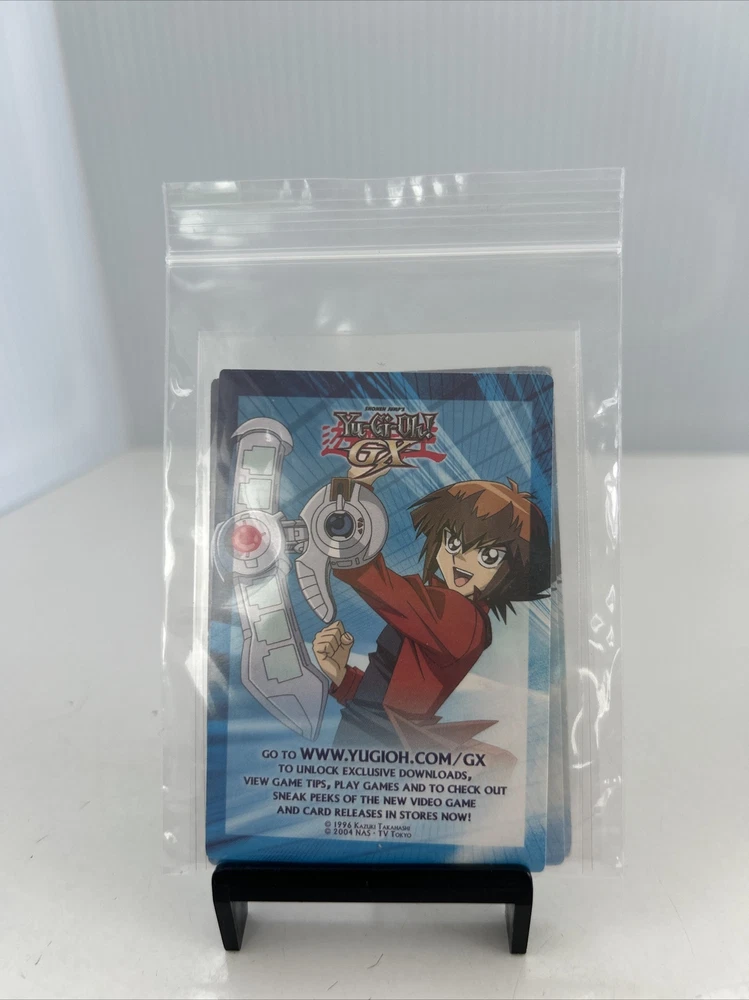 SHONEN JUMP'S
Yu-Gi-Oh!
GX
GO TO WWW.YUGIOH.COM/GX
TO UNLOCK EXCLUSIVE DOWNLOADS,
VIEW GAME TIPS, PLAY GAMES AND TO CHECK OUT
SNEAK PEEKS OF THE NEW VIDEO GAME
AND CARD RELEASES IN STORES NOW!
© 1996 KAZUKI TAKAHASHI
© 2004 NAS • TV TOKYO